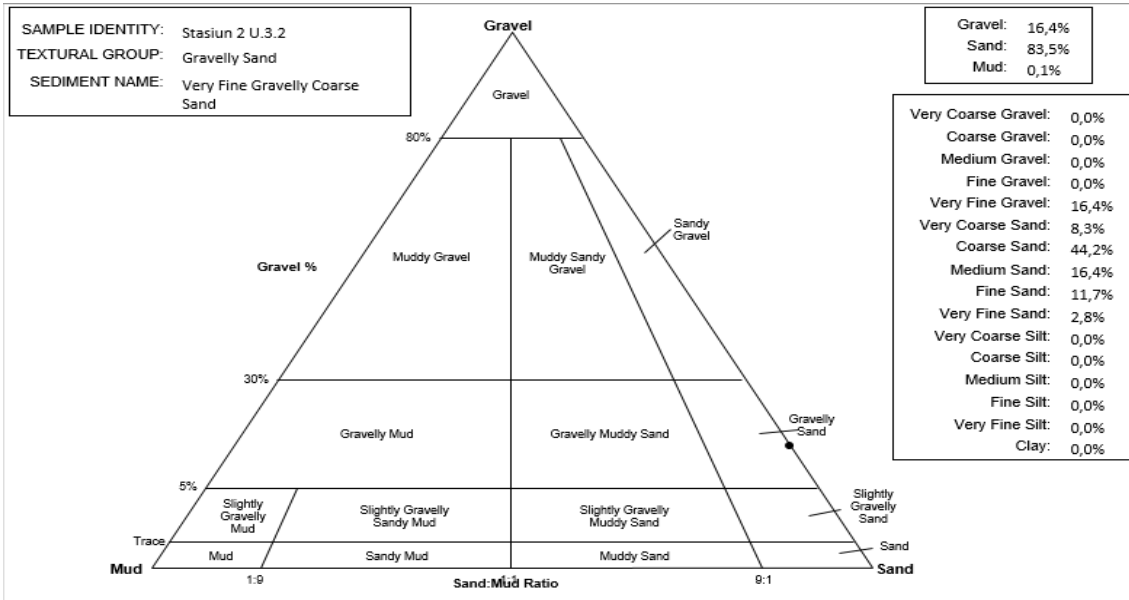 SAMPLE IDENTITY: Stasiun 2 U.3.2
TEXTURAL GROUP: Gravelly Sand
SEDIMENT NAME: Very Fine Gravelly Coarse
Sand
Gravel: 16,4%
Sand: 83,5%
Mud: 0,1%
Very Coarse Gravel: 0,0%
Coarse Gravel: 0,0%
Medium Gravel: 0,0%
Fine Gravel: 0,0%
Very Fine Gravel: 16,4%
Very Coarse Sand: 8,3%
Coarse Sand: 44,2%
Medium Sand: 16,4%
Fine Sand: 11,7%
Very Fine Sand: 2,8%
Very Coarse Silt: 0,0%
Coarse Silt: 0,0%
Medium Silt: 0,0%
Fine Silt: 0,0%
Very Fine Silt: 0,0%
Clay: 0,0%
Gravel
Gravel
80%
Sandy
Gravel
Muddy Gravel
Muddy Sandy
Gravel
Gravel %
30%
Gravelly
Sand
Gravelly Mud
Gravelly Muddy Sand
5%
Slightly
Gravelly
Mud
Slightly Gravelly
Sandy Mud
Slightly Gravelly
Muddy Sand
Slightly
Gravelly
Sand
Trace
Mud
Sandy Mud
Muddy Sand
Sand
Mud
Sand
1:9
1:1
9:1
Sand:Mud Ratio